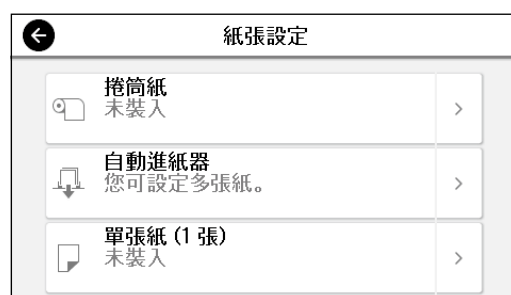 紙張設定
捲筒紙
未裝入
自動進紙器
您可設定多張紙。
單張紙 (1 張)
未裝入